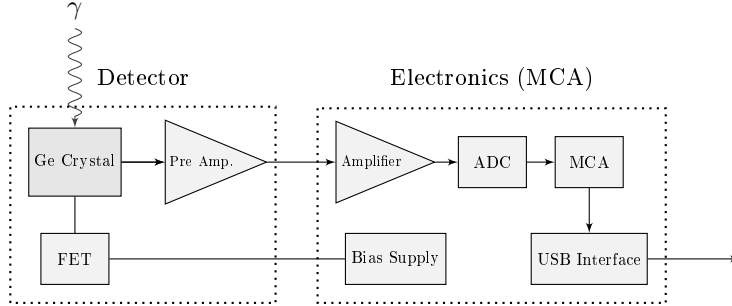 γ
Detector
Electronics (MCA)
Ge Crystal
Pre Amp.
Amplifier
ADC
MCA
FET
Bias Supply
USB Interface